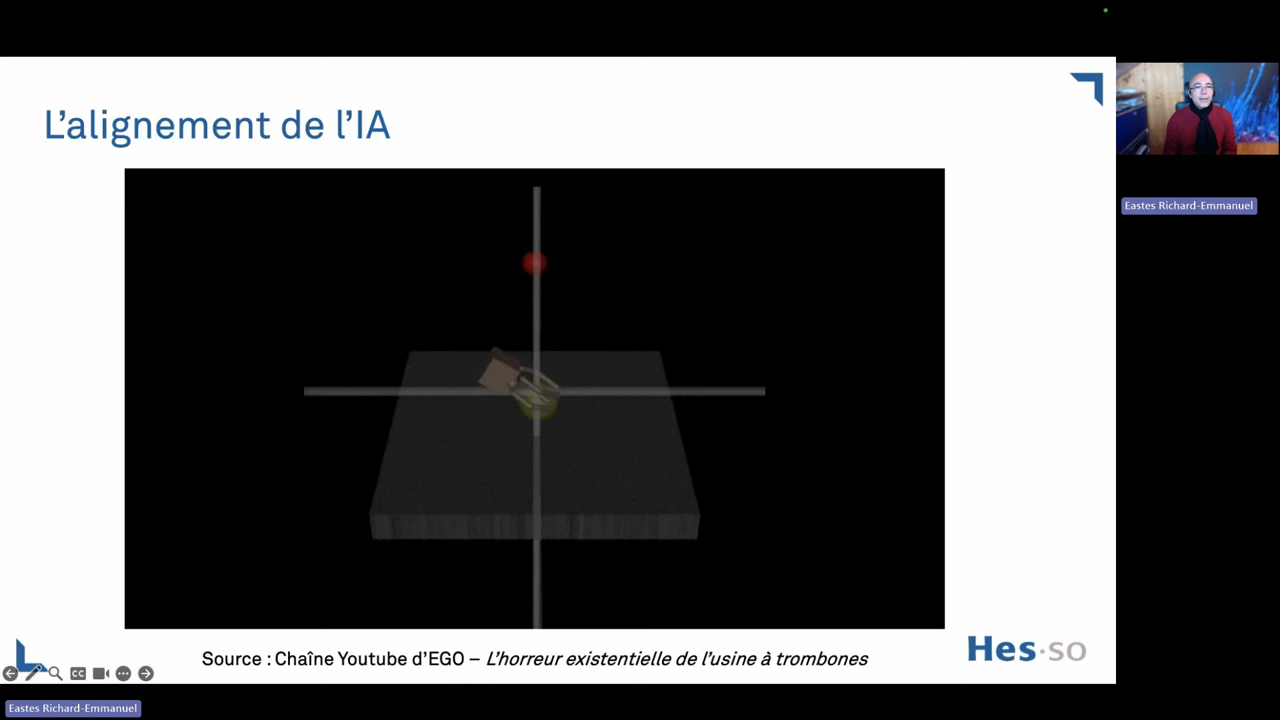 L'alignement de l'IA
Eastes Richard-Emmanuel
Source : Chaîne Youtube d'EGO – L'horreur existentielle de l'usine à trombones
Hes·so
CC
Eastes Richard-Emmanuel